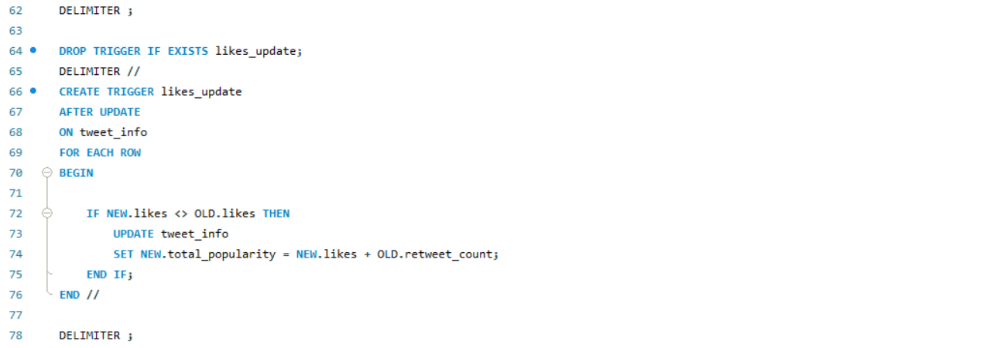 62 DELIMITER ;
63
64 DROP TRIGGER IF EXISTS likes_update;
65 DELIMITER //
66 CREATE TRIGGER likes_update
67 AFTER UPDATE
68 ON tweet_info
69 FOR EACH ROW
70 BEGIN
71
72 IF NEW.likes <> OLD.likes THEN
73 UPDATE tweet_info
74 SET NEW.total_popularity = NEW.likes + OLD.retweet_count;
75 END IF;
76 END //
77
78 DELIMITER ;